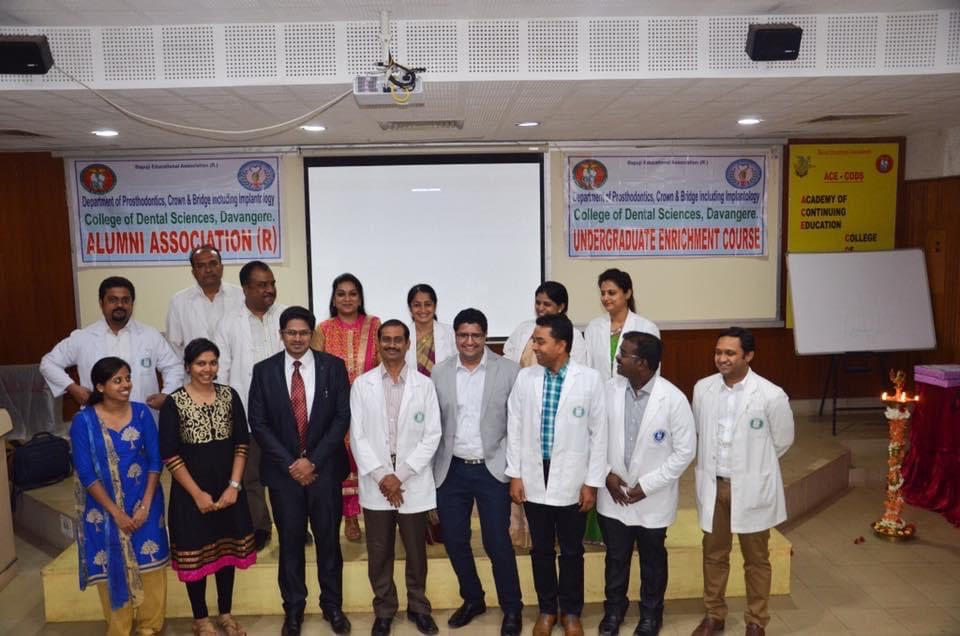 Bapuji Educational Association (R.)
Department of Prosthodontics, Crown & Bridge including Implantology
College of Dental Sciences, Davangere.
ALUMNI ASSOCIATION (R)
Bapuji Educational Association (R.)
Department of Prosthodontics, Crown & Bridge including Implantology
College of Dental Sciences, Davangere.
UNDERGRADUATE ENRICHMENT COURSE
ACE - CODS
ACADEMY OF
CONTINUING
EDUCATION
COLLEGE
OF